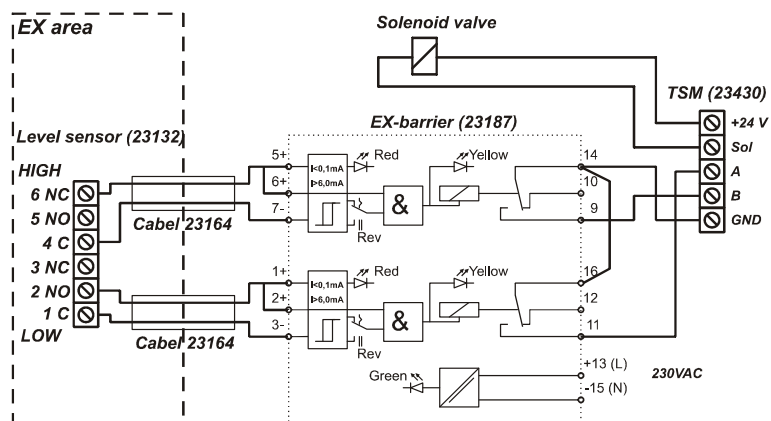 EX area
Solenoid valve
TSM (23430)
+24 V
Sol
A
B
GND
Level sensor (23132)
HIGH
6 NC
5 NO
4 C
3 NC
2 NO
1 C
LOW
Cabel 23164
Cabel 23164
EX-barrier (23187)
5+
6+
7-
I<0,1mA
I>6,0mA
Red
&
Rev
Yellow
14
10
9
1+
2+
3-
I<0,1mA
I>6,0mA
Red
&
Rev
Yellow
16
12
11
Green
+13 (L)
-15 (N)
230VAC